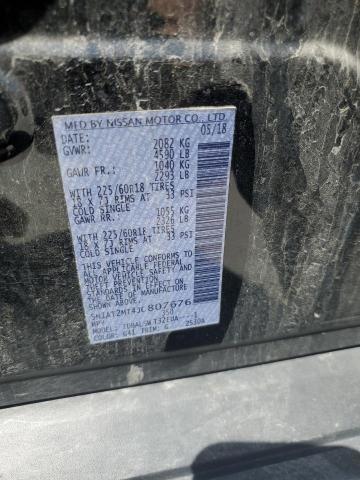 MFD BY NISSAN MOTOR CO., LTD.
DATE: 05/18
GVWR: 2082 KG
4590 LB
GAWR FR: 1040 KG
2293 LB
WITH 225/60R18 TIRES
18 X 7J RIMS AT 33 PSI
COLD SINGLE
GAWR RR: 1055 KG
2326 LB
WITH 225/60R18 TIRES
18 X 7J RIMS AT 33 PSI
COLD SINGLE
THIS VEHICLE CONFORMS TO ALL
APPLICABLE FEDERAL
MOTOR VEHICLE SAFETY AND
THEFT PREVENTION
STANDARDS IN EFFECT ON THE
DATE OF MANUFACTURE
807676
MPV
COLOR: TRIM: G